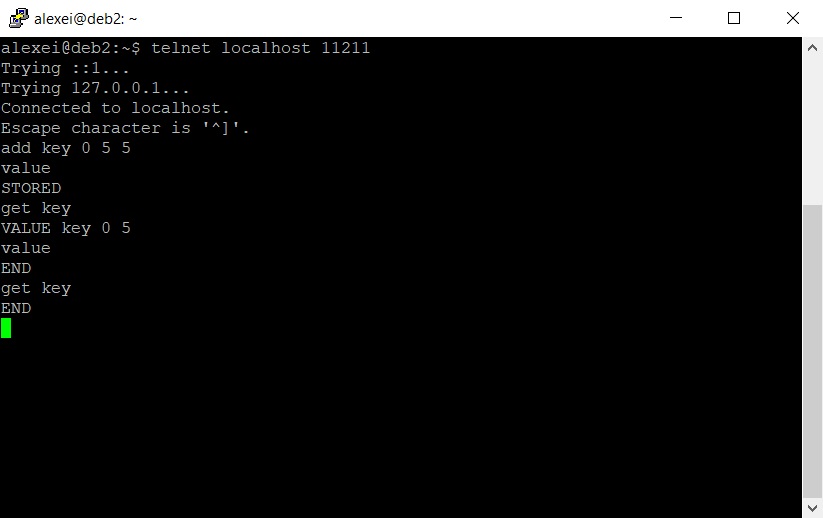 alexei@deb2: ~
alexei@deb2:~$ telnet localhost 11211
Trying ::1...
Trying 127.0.0.1...
Connected to localhost.
Escape character is '^]'.
add key 0 5 5
value
STORED
get key
VALUE key 0 5
value
END
get key
END